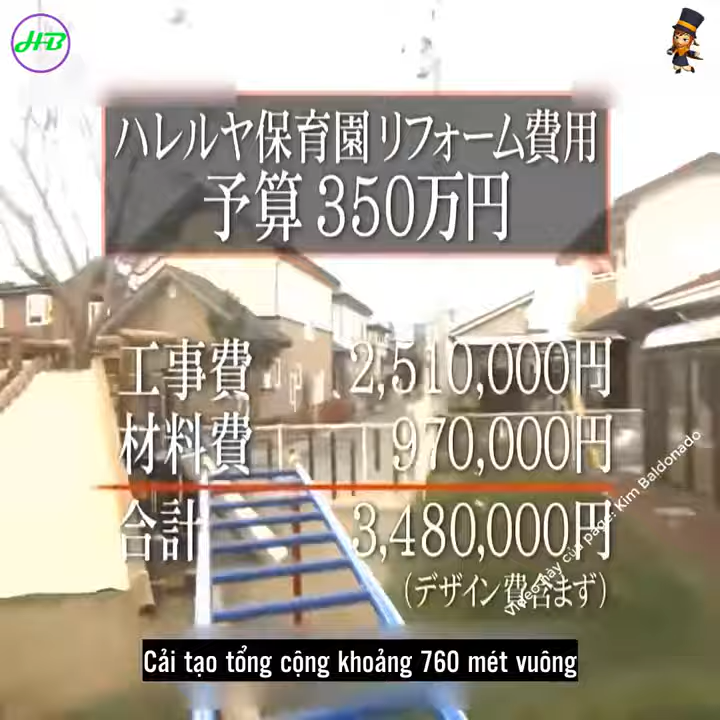 HB
ハレルヤ保育園 リフォーム費用
予算 350万円
工事費 2,510,000円
材料費 970,000円
合計 3,480,000円
(デザイン費含まず)
Video này của page: Kim Baldonado
Cải tạo tổng cộng khoảng 760 mét vuông